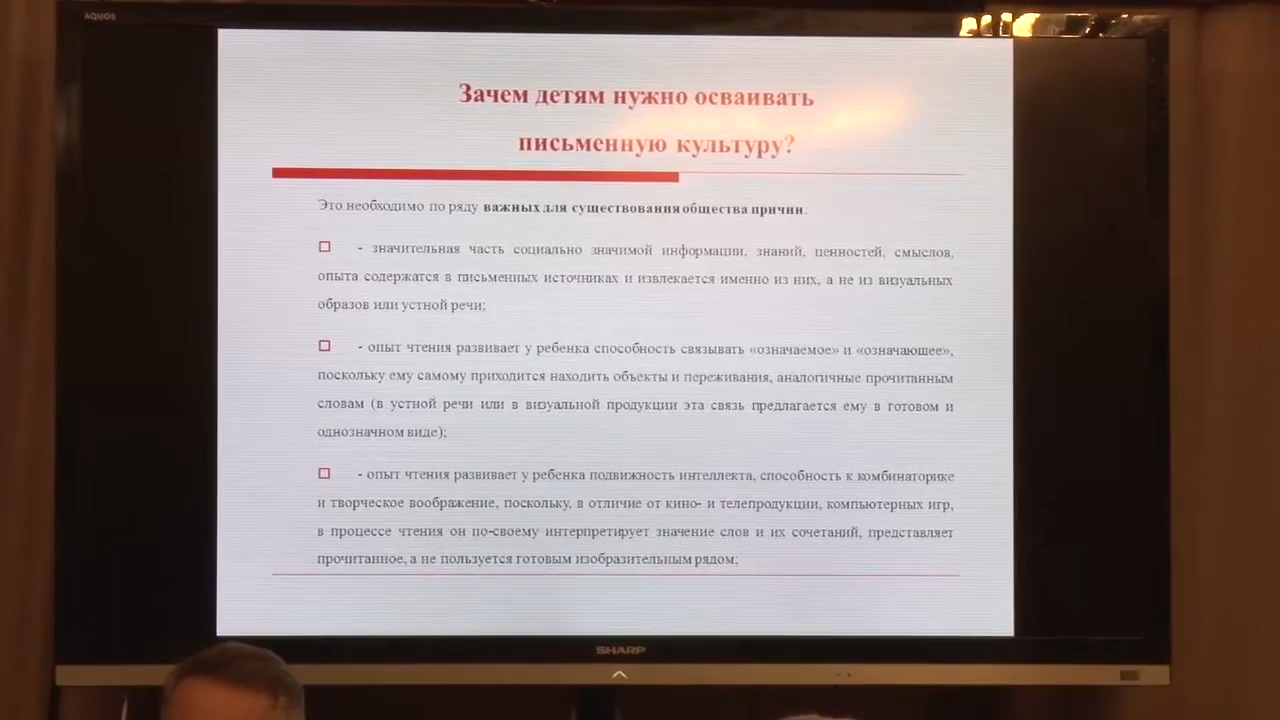 AQUOS
Зачем детям нужно осваивать
письменную культуру?
Это необходимо по ряду важных для существования общества причин:
- значительная часть социально значимой информации, знаний, ценностей, смыслов,
опыта содержатся в письменных источниках и извлекается именно из них, а не из визуальных
образов или устной речи;
- опыт чтения развивает у ребенка способность связывать «означаемое» и «означающее»,
поскольку ему самому приходится находить объекты и переживания, аналогичные прочитанным
словам (в устной речи или в визуальной продукции эта связь предлагается ему в готовом и
однозначном виде);
- опыт чтения развивает у ребенка подвижность интеллекта, способность к комбинаторике
и творческое воображение, поскольку, в отличие от кино- и телепродукции, компьютерных игр,
в процессе чтения он по-своему интерпретирует значение слов и их сочетаний, представляет
прочитанное, а не пользуется готовым изобразительным рядом;
SHARP